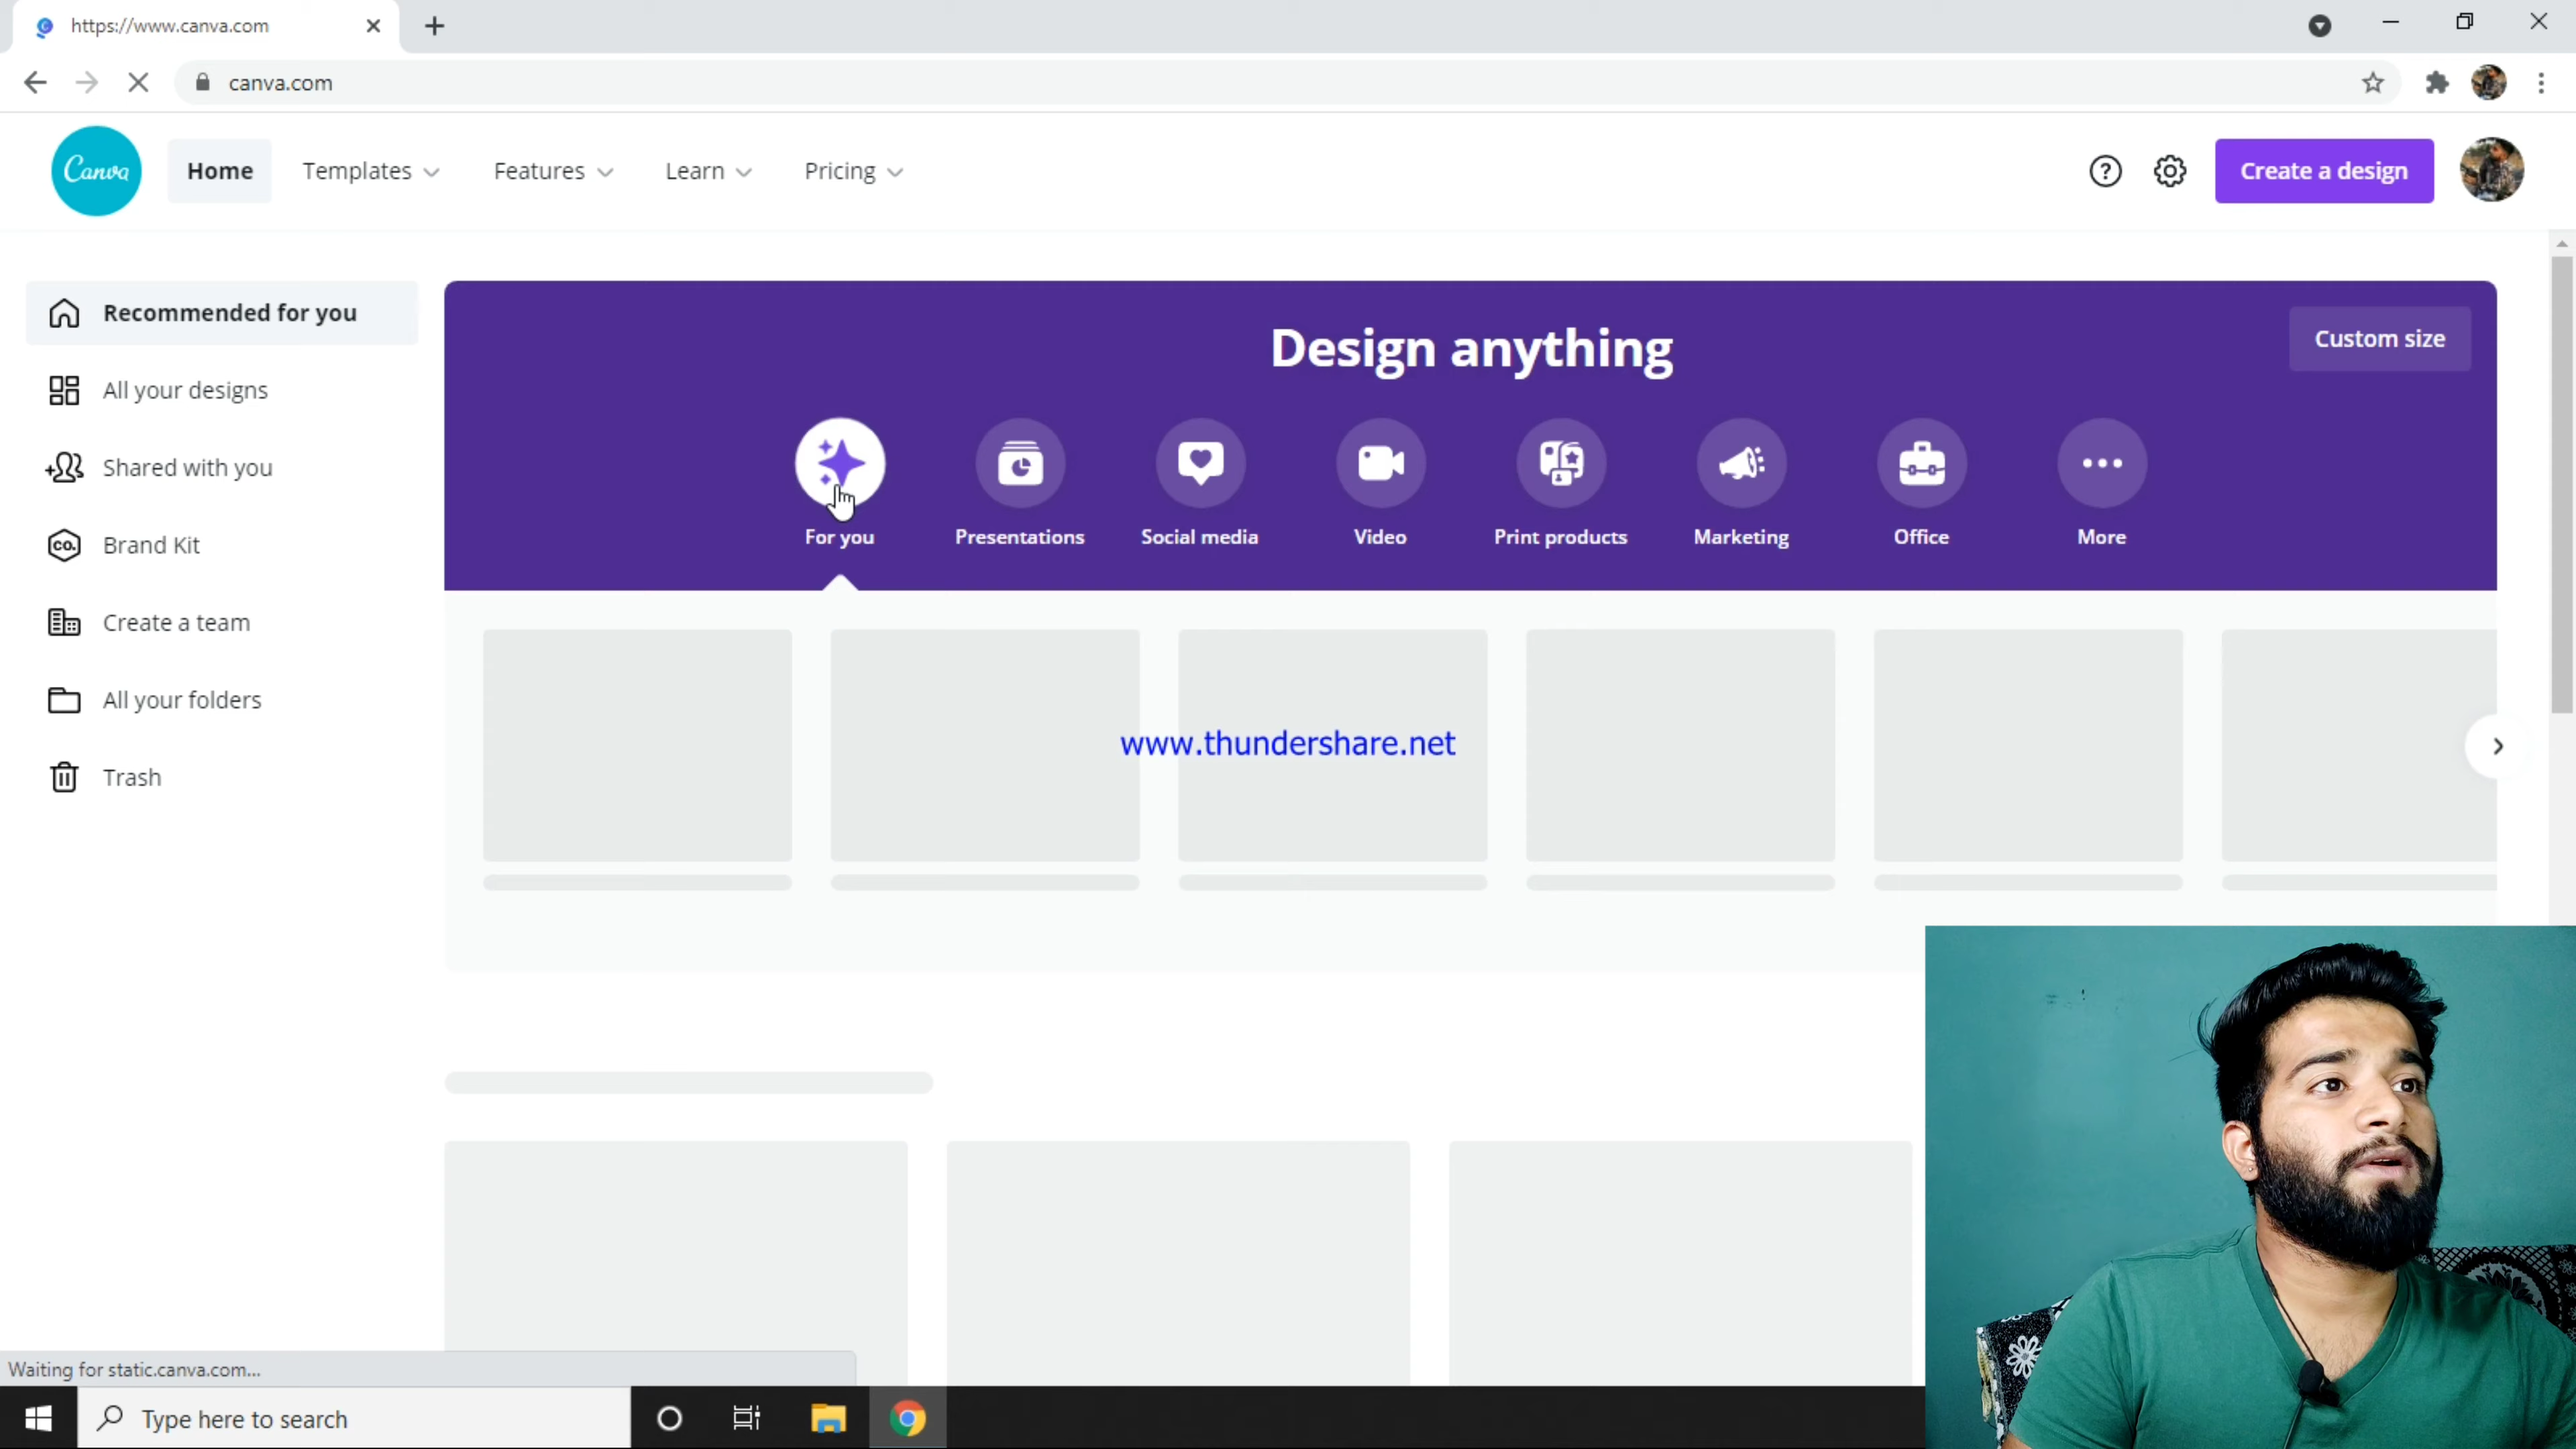 https://www.canva.com
canva.com
Canva
Home
Templates
Features
Learn
Pricing
Create a design
Recommended for you
All your designs
Shared with you
Brand Kit
CO.
Create a team
All your folders
Trash
Design anything
Custom size
For you
Presentations
Social media
Video
Print products
Marketing
Office
More
www.thundershare.net
Waiting for static.canva.com...
Type here to search